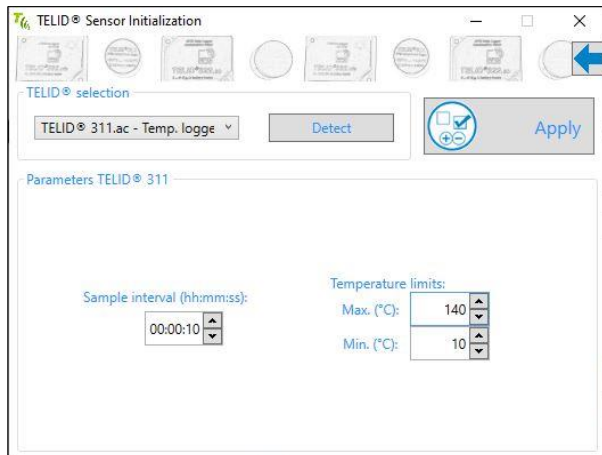 TELID® Sensor Initialization
TELID® selection
TELID® 311.ac - Temp. logge
Detect
Apply
Parameters TELID® 311
Sample interval (hh:mm:ss):
00:00:10
Temperature limits:
Max. (°C): 140
Min. (°C): 10